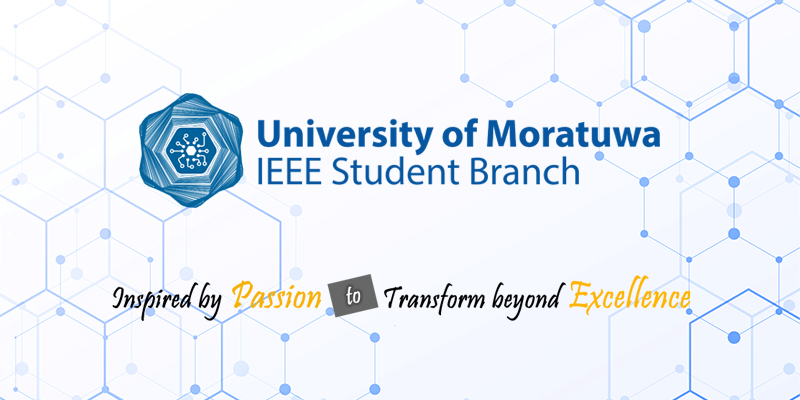 University of Moratuwa
IEEE Student Branch
Inspired by Passion to Transform beyond Excellence